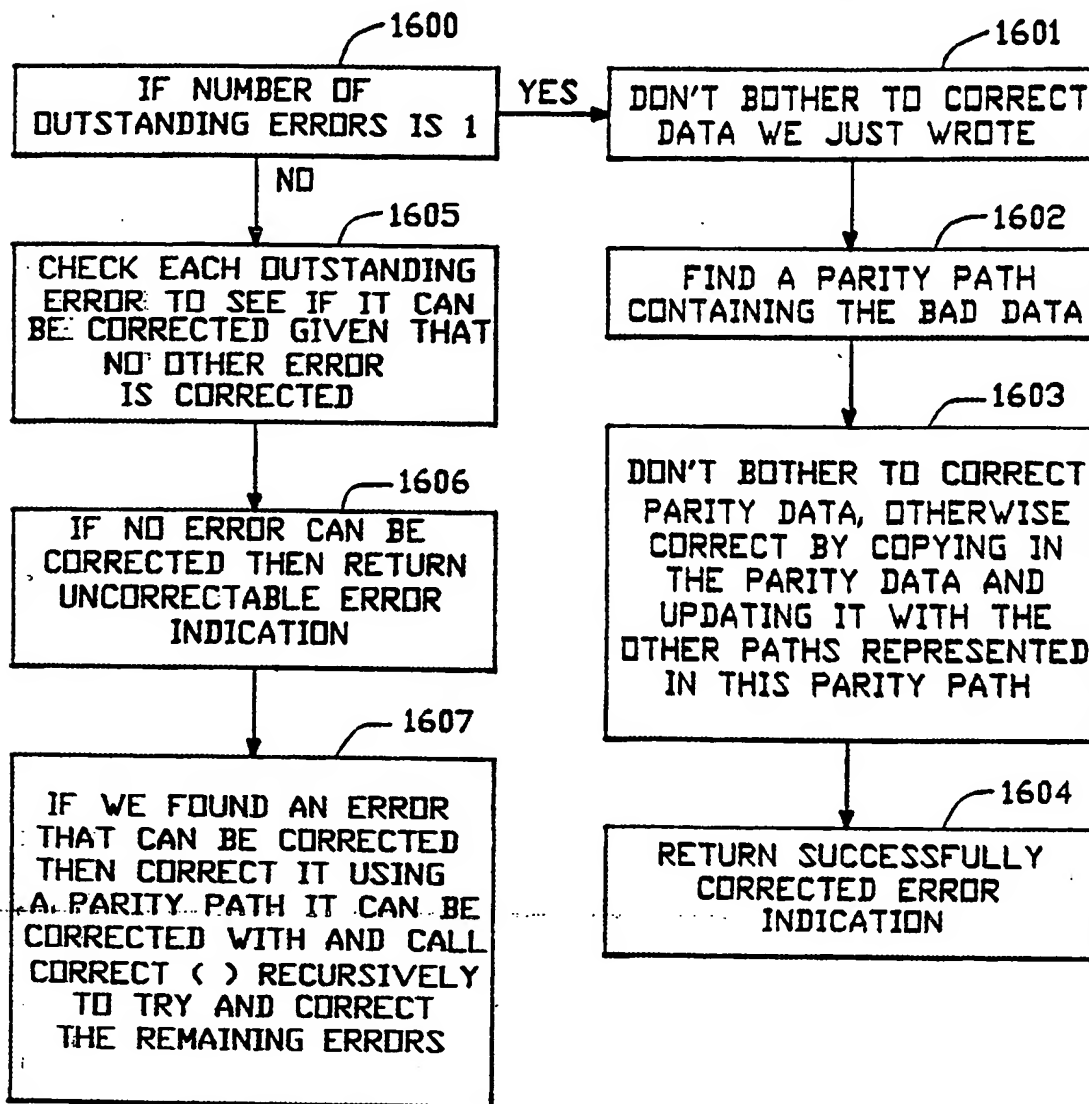 1600
IF NUMBER OF
OUTSTANDING ERRORS IS 1
YES
NO
1601
DON'T BOTHER TO CORRECT
DATA WE JUST WROTE
1602
FIND A PARITY PATH
CONTAINING THE BAD DATA
1603
DON'T BOTHER TO CORRECT
PARITY DATA, OTHERWISE
CORRECT BY COPYING IN
THE PARITY DATA AND
UPDATING IT WITH THE
OTHER PATHS REPRESENTED
IN THIS PARITY PATH
1604
RETURN SUCCESSFULLY
CORRECTED ERROR
INDICATION
1605
CHECK EACH OUTSTANDING
ERROR TO SEE IF IT CAN
BE CORRECTED GIVEN THAT
NO OTHER ERROR
IS CORRECTED
1606
IF NO ERROR CAN BE
CORRECTED THEN RETURN
UNCORRECTABLE ERROR
INDICATION
1607
IF WE FOUND AN ERROR
THAT CAN BE CORRECTED
THEN CORRECT IT USING
A PARITY PATH IT CAN BE
CORRECTED WITH AND CALL
CORRECT ( ) RECURSIVELY
TO TRY AND CORRECT
THE REMAINING ERRORS